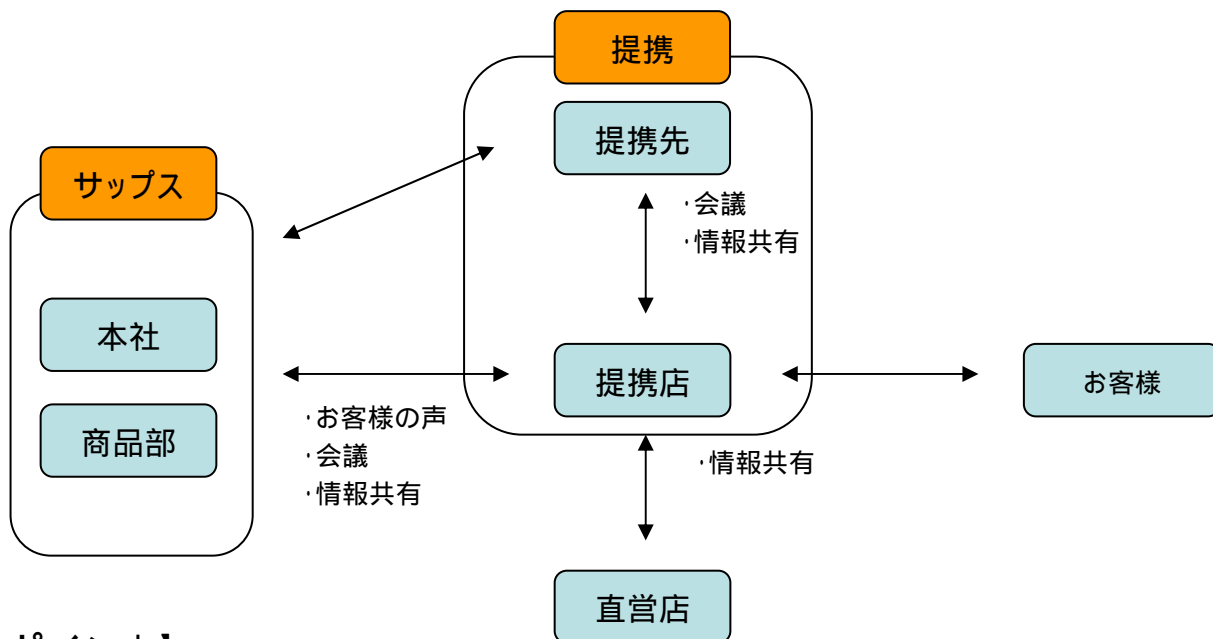 提携
提携先
サップス
・会議
・情報共有
本社
提携店
お客様
・お客様の声
商品部
・会議
・情報共有
・情報共有
直営店